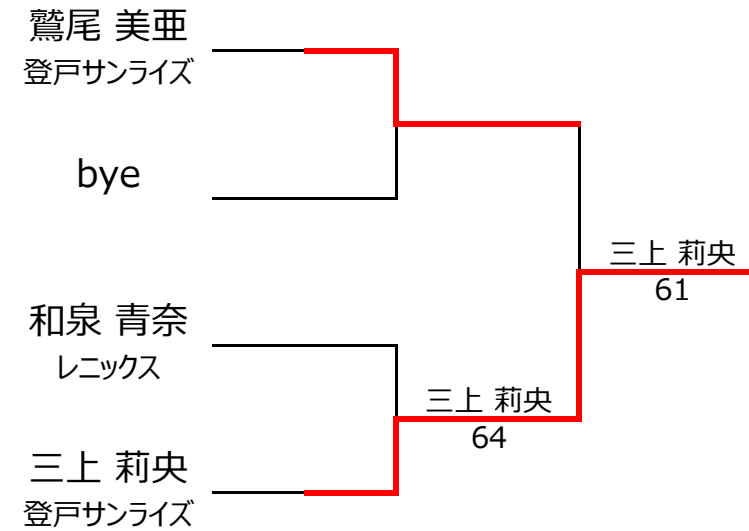 鷲尾 美亜
登戸サンライズ
bye
和泉 青奈
レニックス
三上 莉央
登戸サンライズ
三上 莉央
64
三上 莉央
61